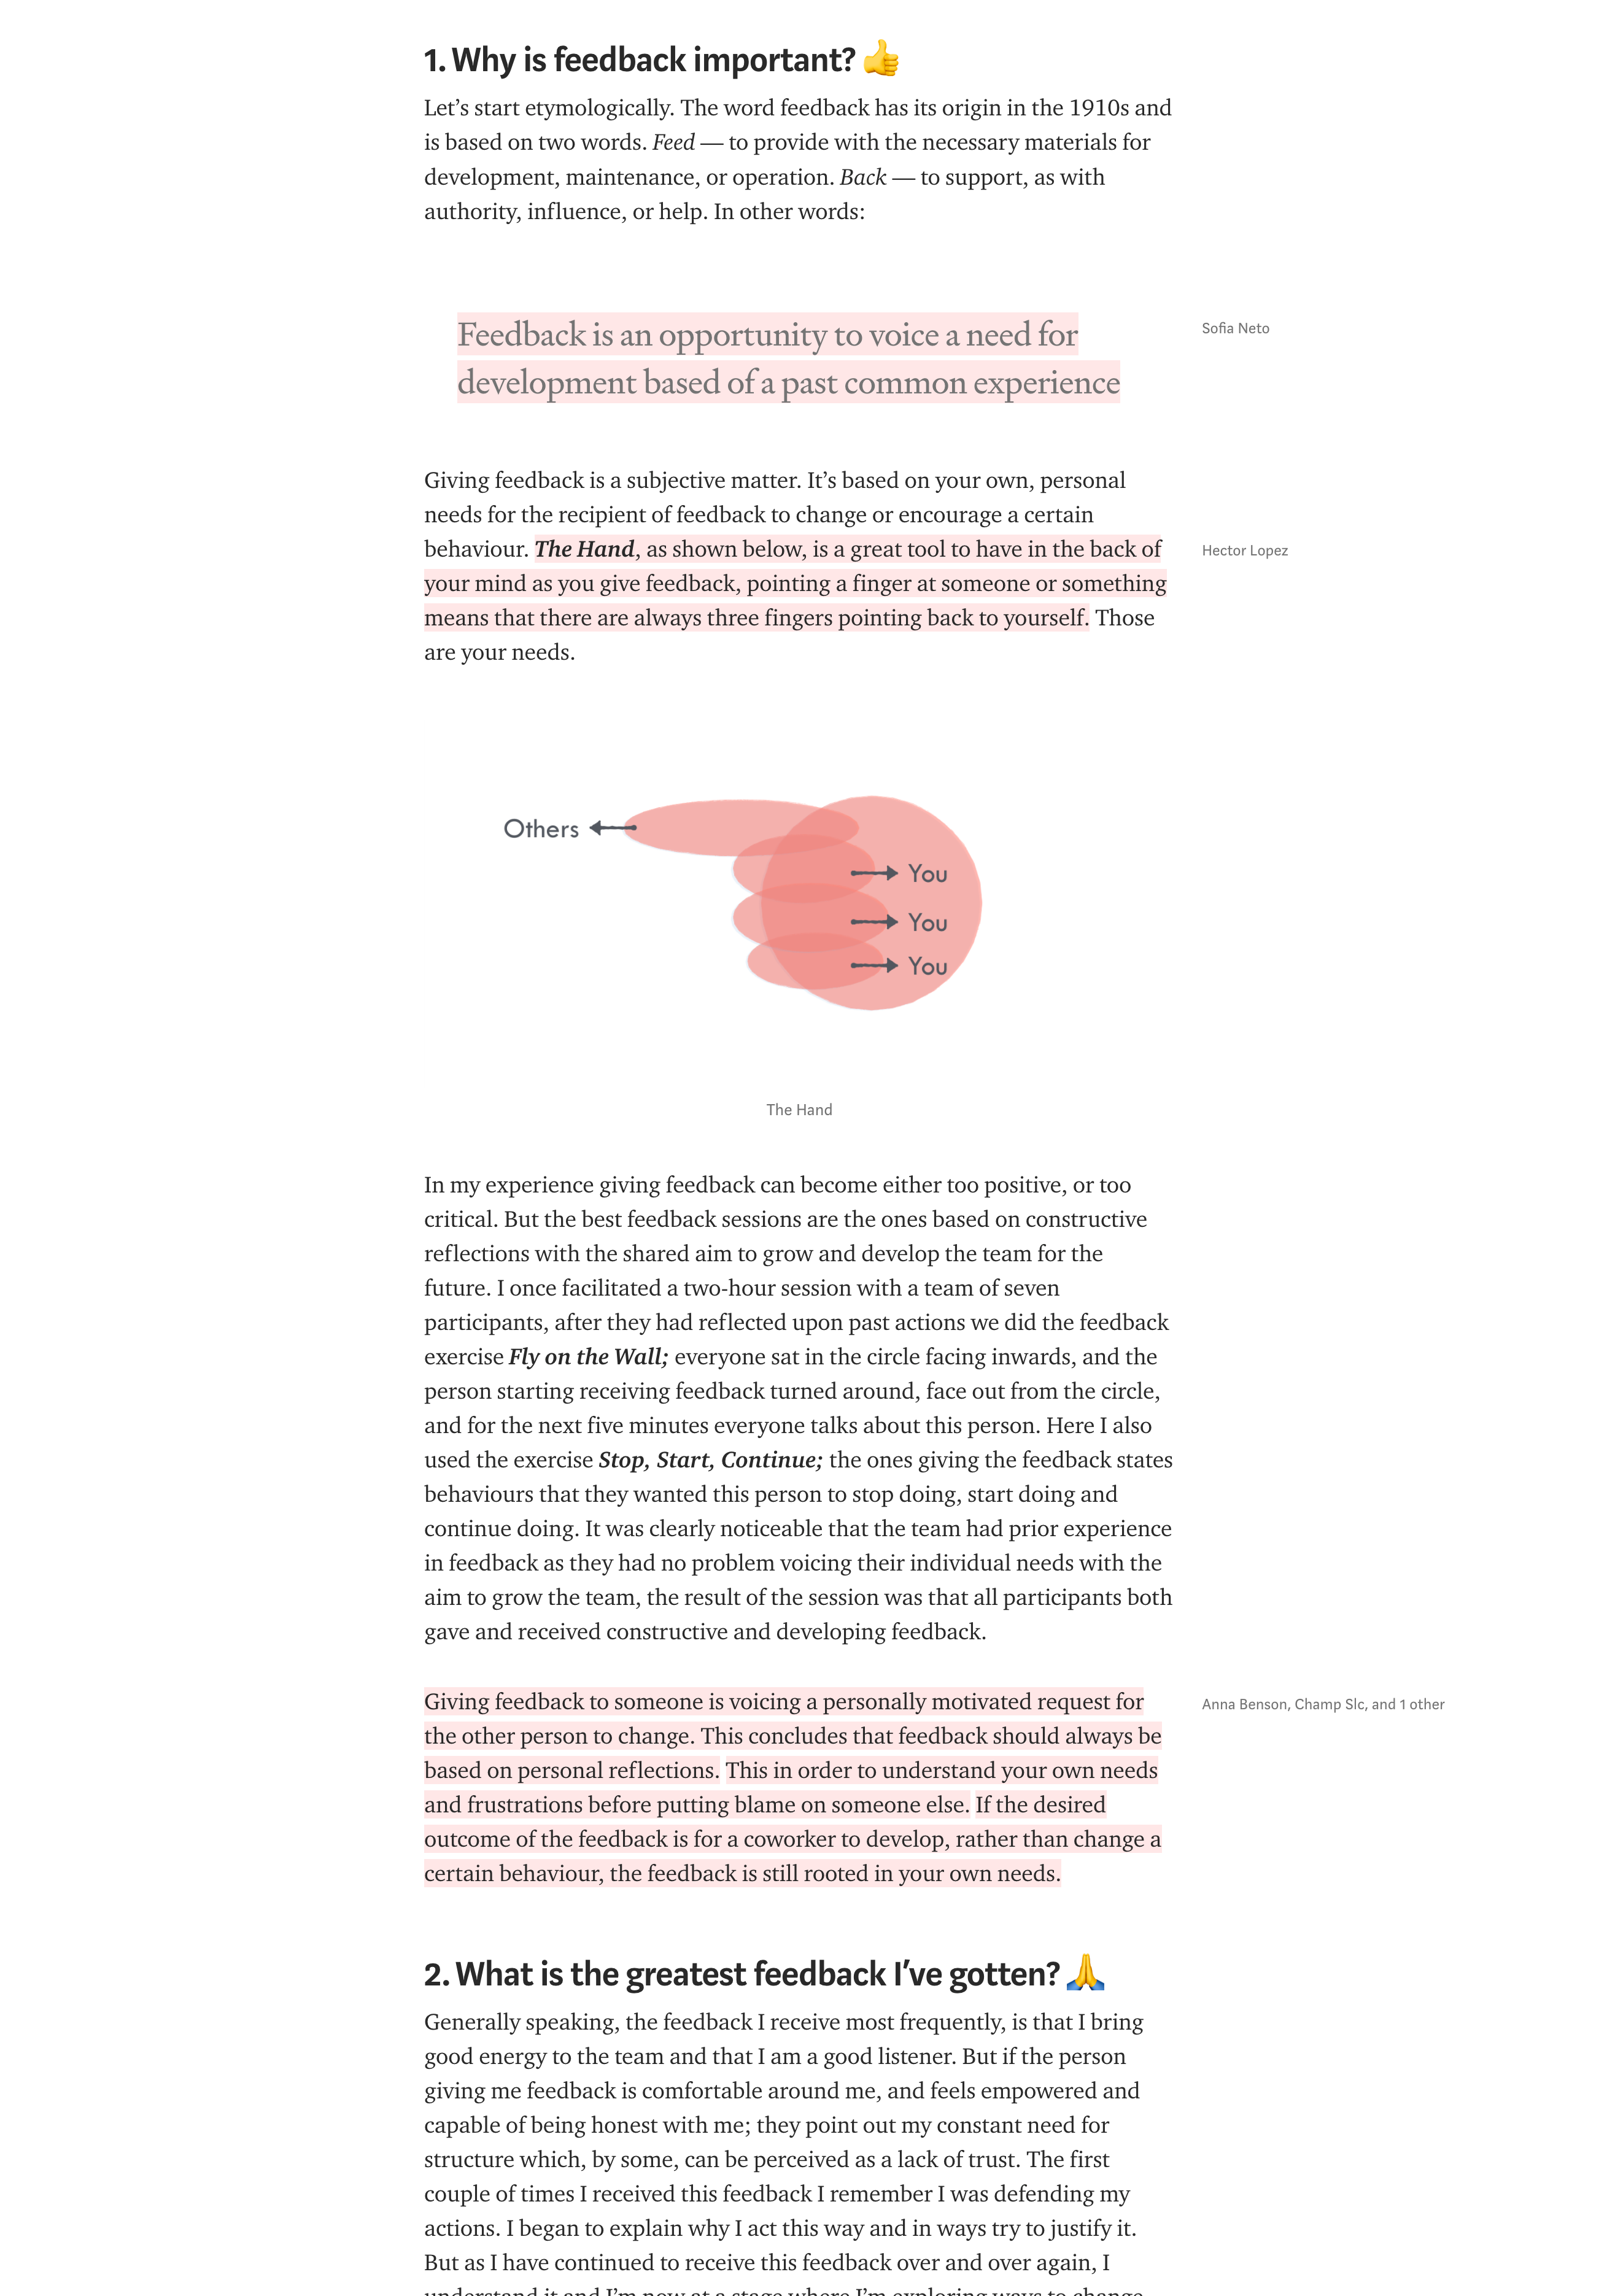 1. Why is feedback important? 👍
Let’s start etymologically. The word feedback has its origin in the 1910s and
is based on two words. Feed — to provide with the necessary materials for
development, maintenance, or operation. Back — to support, as with
authority, influence, or help. In other words:
Feedback is an opportunity to voice a need for
Sofia Neto
development based of a past common experience
Giving feedback is a subjective matter. It’s based on your own, personal
needs for the recipient of feedback to change or encourage a certain
behaviour. The Hand, as shown below, is a great tool to have in the back of
Hector Lopez
your mind as you give feedback, pointing a finger at someone or something
means that there are always three fingers pointing back to yourself. Those
are your needs.
Others
You
You
You
The Hand
In my experience giving feedback can become either too positive, or too
critical. But the best feedback sessions are the ones based on constructive
reflections with the shared aim to grow and develop the team for the
future. I once facilitated a two-hour session with a team of seven
participants, after they had reflected upon past actions we did the feedback
exercise Fly on the Wall; everyone sat in the circle facing inwards, and the
person starting receiving feedback turned around, face out from the circle,
and for the next five minutes everyone talks about this person. Here I also
used the exercise Stop, Start, Continue; the ones giving the feedback states
behaviours that they wanted this person to stop doing, start doing and
continue doing. It was clearly noticeable that the team had prior experience
in feedback as they had no problem voicing their individual needs with the
aim to grow the team, the result of the session was that all participants both
gave and received constructive and developing feedback.
Giving feedback to someone is voicing a personally motivated request for
Anna Benson, Champ Slc, and 1 other
the other person to change. This concludes that feedback should always be
based on personal reflections. This in order to understand your own needs
and frustrations before putting blame on someone else. If the desired
outcome of the feedback is for a coworker to develop, rather than change a
certain behaviour, the feedback is still rooted in your own needs.
2. What is the greatest feedback I’ve gotten? 🙏
Generally speaking, the feedback I receive most frequently, is that I bring
good energy to the team and that I am a good listener. But if the person
giving me feedback is comfortable around me, and feels empowered and
capable of being honest with me; they point out my constant need for
structure which, by some, can be perceived as a lack of trust. The first
couple of times I received this feedback I remember I was defending my
actions. I began to explain why I act this way and in ways try to justify it.
But as I have continued to receive this feedback over and over again, I
understand it and I’m now at a stage where I’m exploring ways to change